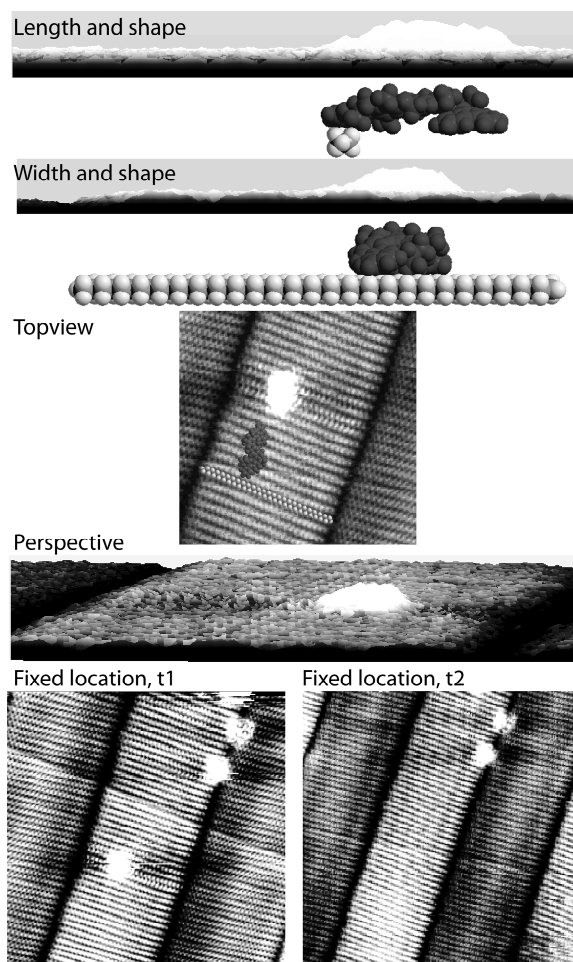 Length and shape
Width and shape
Topview
Perspective
Fixed location, t1
Fixed location, t2